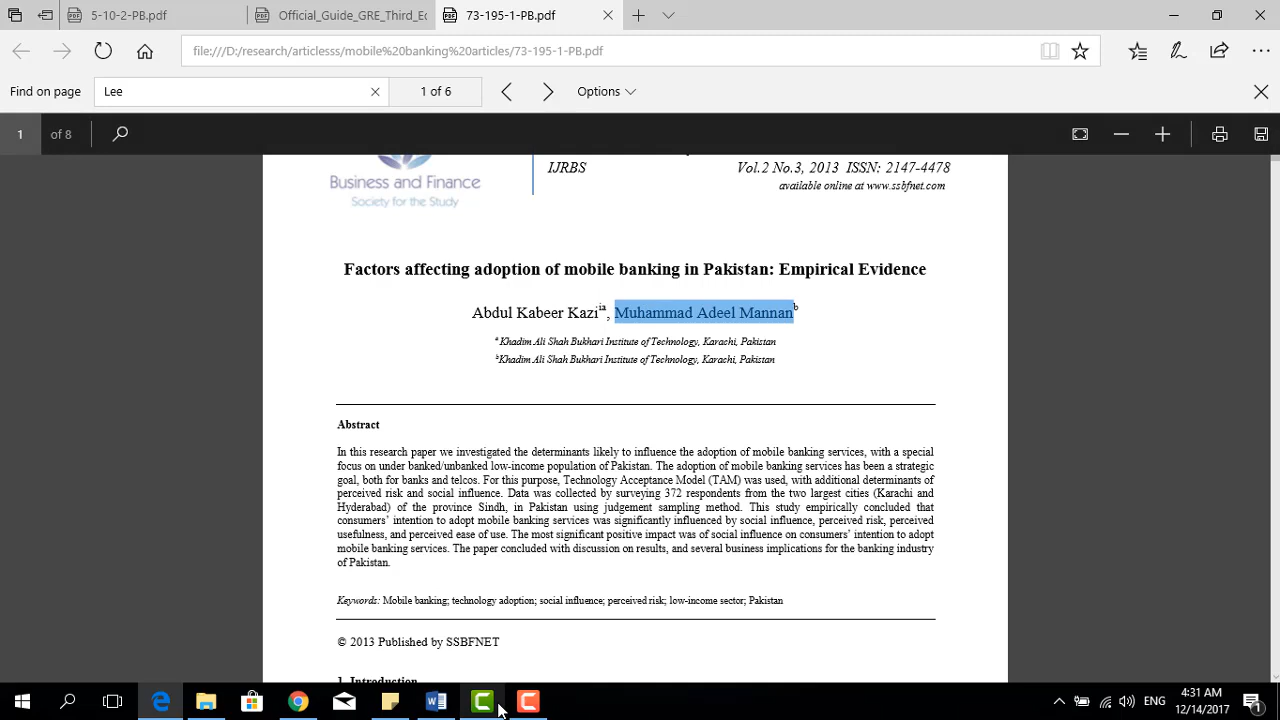 5-10-2-PB.pdf
Official_Guide_GRE_Third_Ec
73-195-1-PB.pdf
file:///D:/research/articlesss/mobile%20banking%20articles/73-195-1-PB.pdf
Find on page
Lee
1 of 6
Options
1
of 8
IJRBS
Vol.2 No.3, 2013 ISSN: 2147-4478
Business and Finance
available online at www.ssbfnet.com
Society for the Study
Factors affecting adoption of mobile banking in Pakistan: Empirical Evidence
Abdul Kabeer Kazi ia, Muhammad Adeel Mannan b
a Khadim Ali Shah Bukhari Institute of Technology, Karachi, Pakistan
b Khadim Ali Shah Bukhari Institute of Technology, Karachi, Pakistan
Abstract
In this research paper we investigated the determinants likely to influence the adoption of mobile banking services, with a special
focus on under banked/unbanked low-income population of Pakistan. The adoption of mobile banking services has been a strategic
goal, both for banks and telcos. For this purpose, Technology Acceptance Model (TAM) was used, with additional determinants of
perceived risk and social influence. Data was collected by surveying 372 respondents from the two largest cities (Karachi and
Hyderabad) of the province Sindh, in Pakistan using judgement sampling method. This study empirically concluded that
consumers' intention to adopt mobile banking services was significantly influenced by social influence, perceived risk, perceived
usefulness, and perceived ease of use. The most significant positive impact was of social influence on consumers' intention to adopt
mobile banking services. The paper concluded with discussion on results, and several business implications for the banking industry
of Pakistan.
Keywords: Mobile banking; technology adoption; social influence; perceived risk; low-income sector; Pakistan
© 2013 Published by SSBFNET
1. Introduction
ENG
4:31 AM
12/14/2017
1